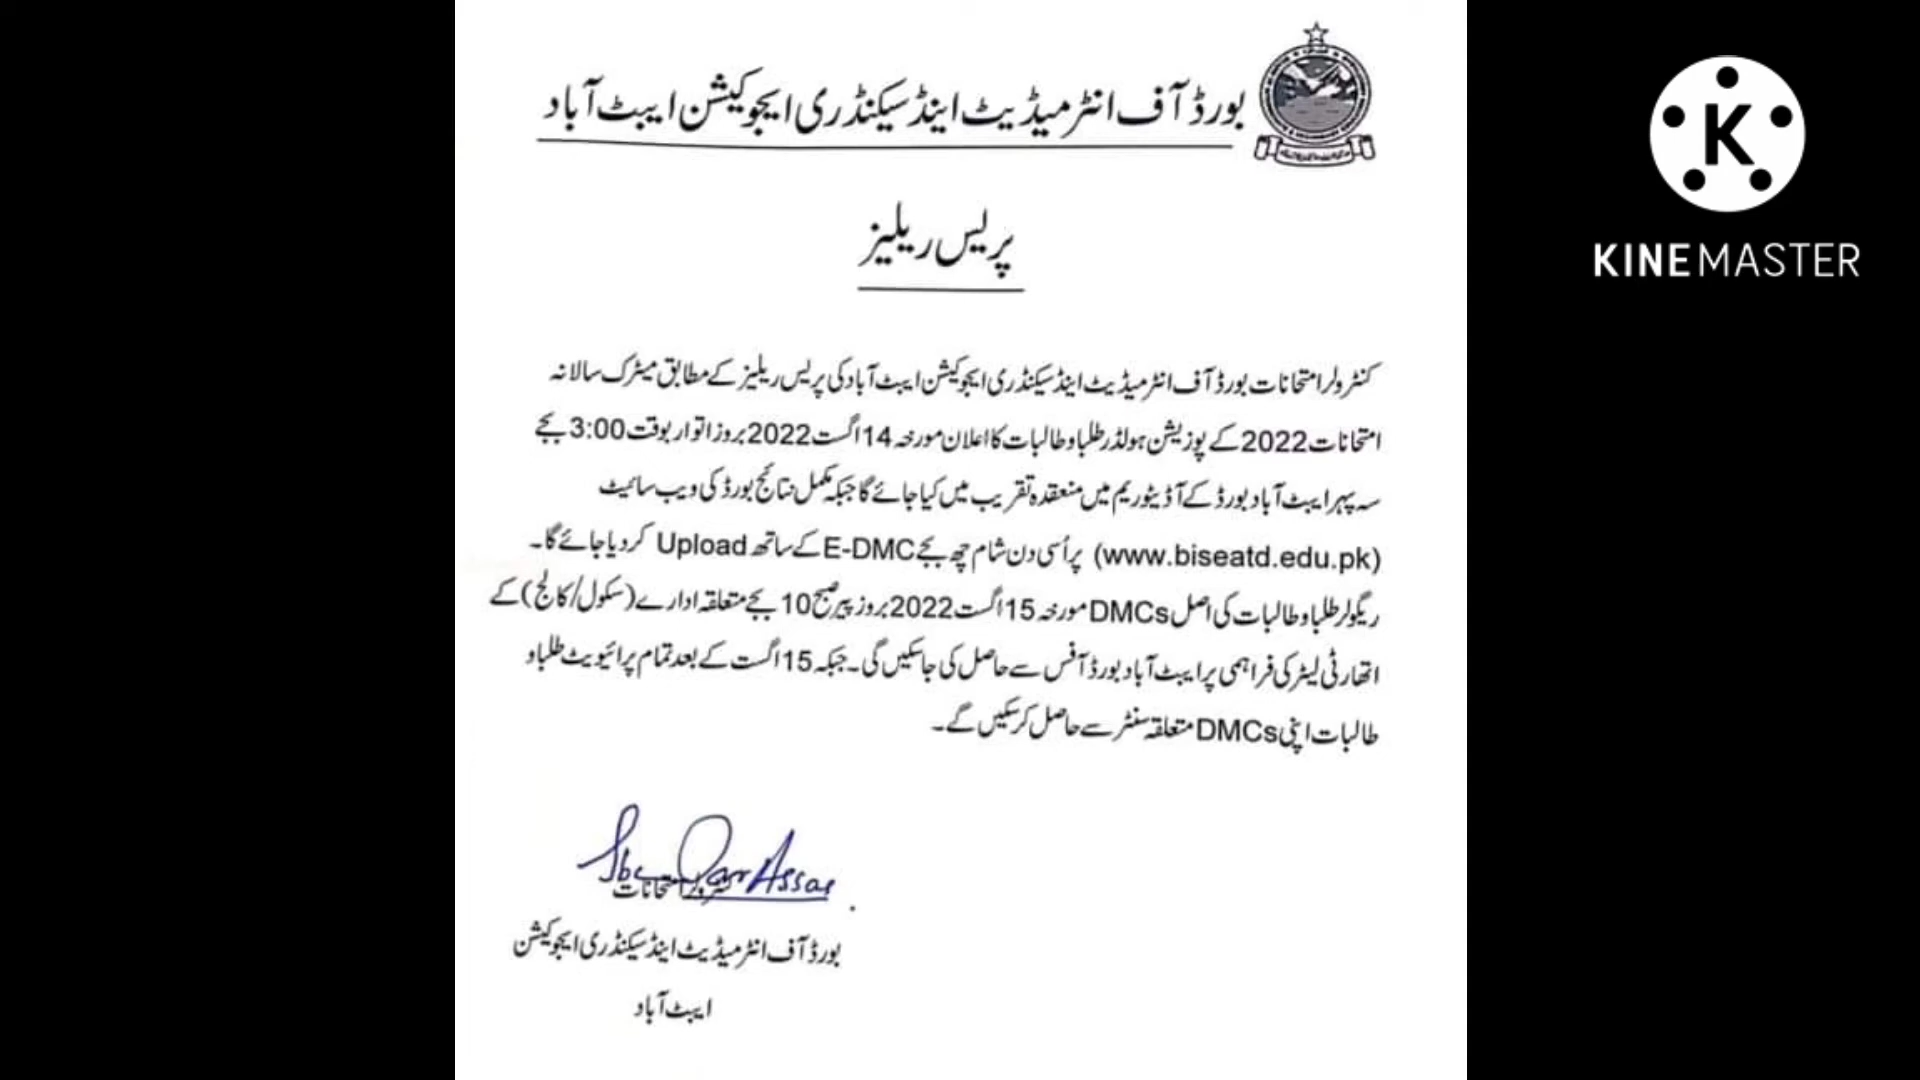 بورڈ آف انٹرمیڈیٹ اینڈ سیکنڈری ایجوکیشن ایبٹ آباد
پریس ریلیز
کنٹرولر امتحانات بورڈ آف انٹرمیڈیٹ اینڈ سیکنڈری ایجوکیشن ایبٹ آباد کی پریس ریلیز کے مطابق میٹرک سالانہ
امتحانات 2022 کے پوزیشن ہولڈر طلبا و طالبات کا اعلان مورخہ 14 اگست 2022 بروز اتوار بوقت 3:00 بجے
سہ پہر ایبٹ آباد بورڈ کے آڈیٹوریم میں منعقدہ تقریب میں کیا جائے گا جبکہ مکمل نتائج بورڈ کی ویب سائیٹ
(www.biseatd.edu.pk) پر اُسی دن شام چھ بجے E-DMC کے ساتھ Upload کر دیا جائے گا۔
ریگولر طلبا و طالبات کی اصل DMCs مورخہ 15 اگست 2022 بروز پیر صبح 10 بجے متعلقہ ادارے (سکول/کالج) کے
اتھارٹی لیٹر کی فراہمی پر ایبٹ آباد بورڈ آفس سے حاصل کی جا سکیں گی۔ جبکہ 15 اگست کے بعد تمام پرائیویٹ طلبا و
طالبات اپنی DMCs متعلقہ سنٹر سے حاصل کر سکیں گے۔
کنٹرولر امتحانات
بورڈ آف انٹرمیڈیٹ اینڈ سیکنڈری ایجوکیشن
ایبٹ آباد
K
KINEMASTER